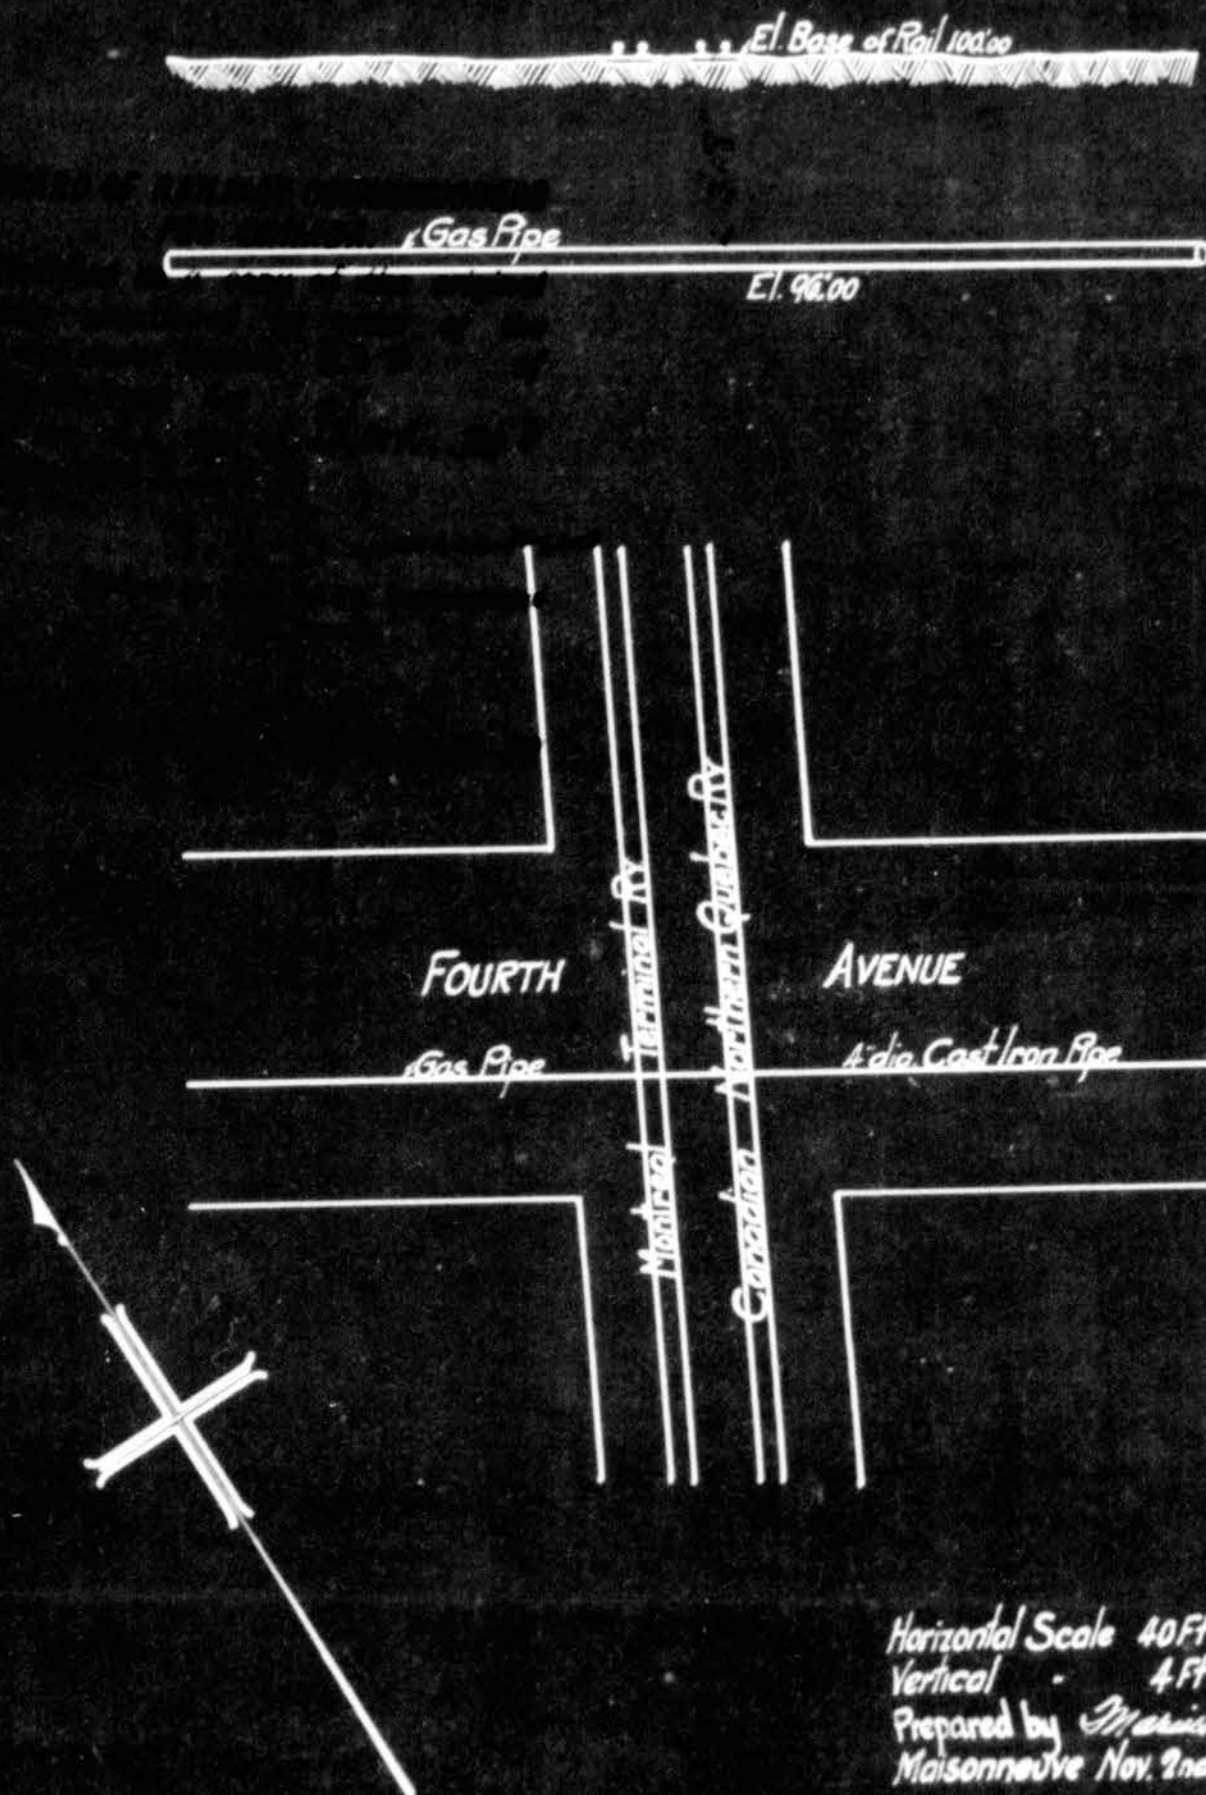 El. Base of Rail 100.'00
Gas Pipe
El. 96.'00
Montreal Terminal RY
Canadian Northern Quebec RY
FOURTH AVENUE
Gas Pipe
4" dia. Cast Iron Pipe
Horizontal Scale 40 Ft
Vertical - 4 Ft
Prepared by
Maisonneuve Nov. 2nd